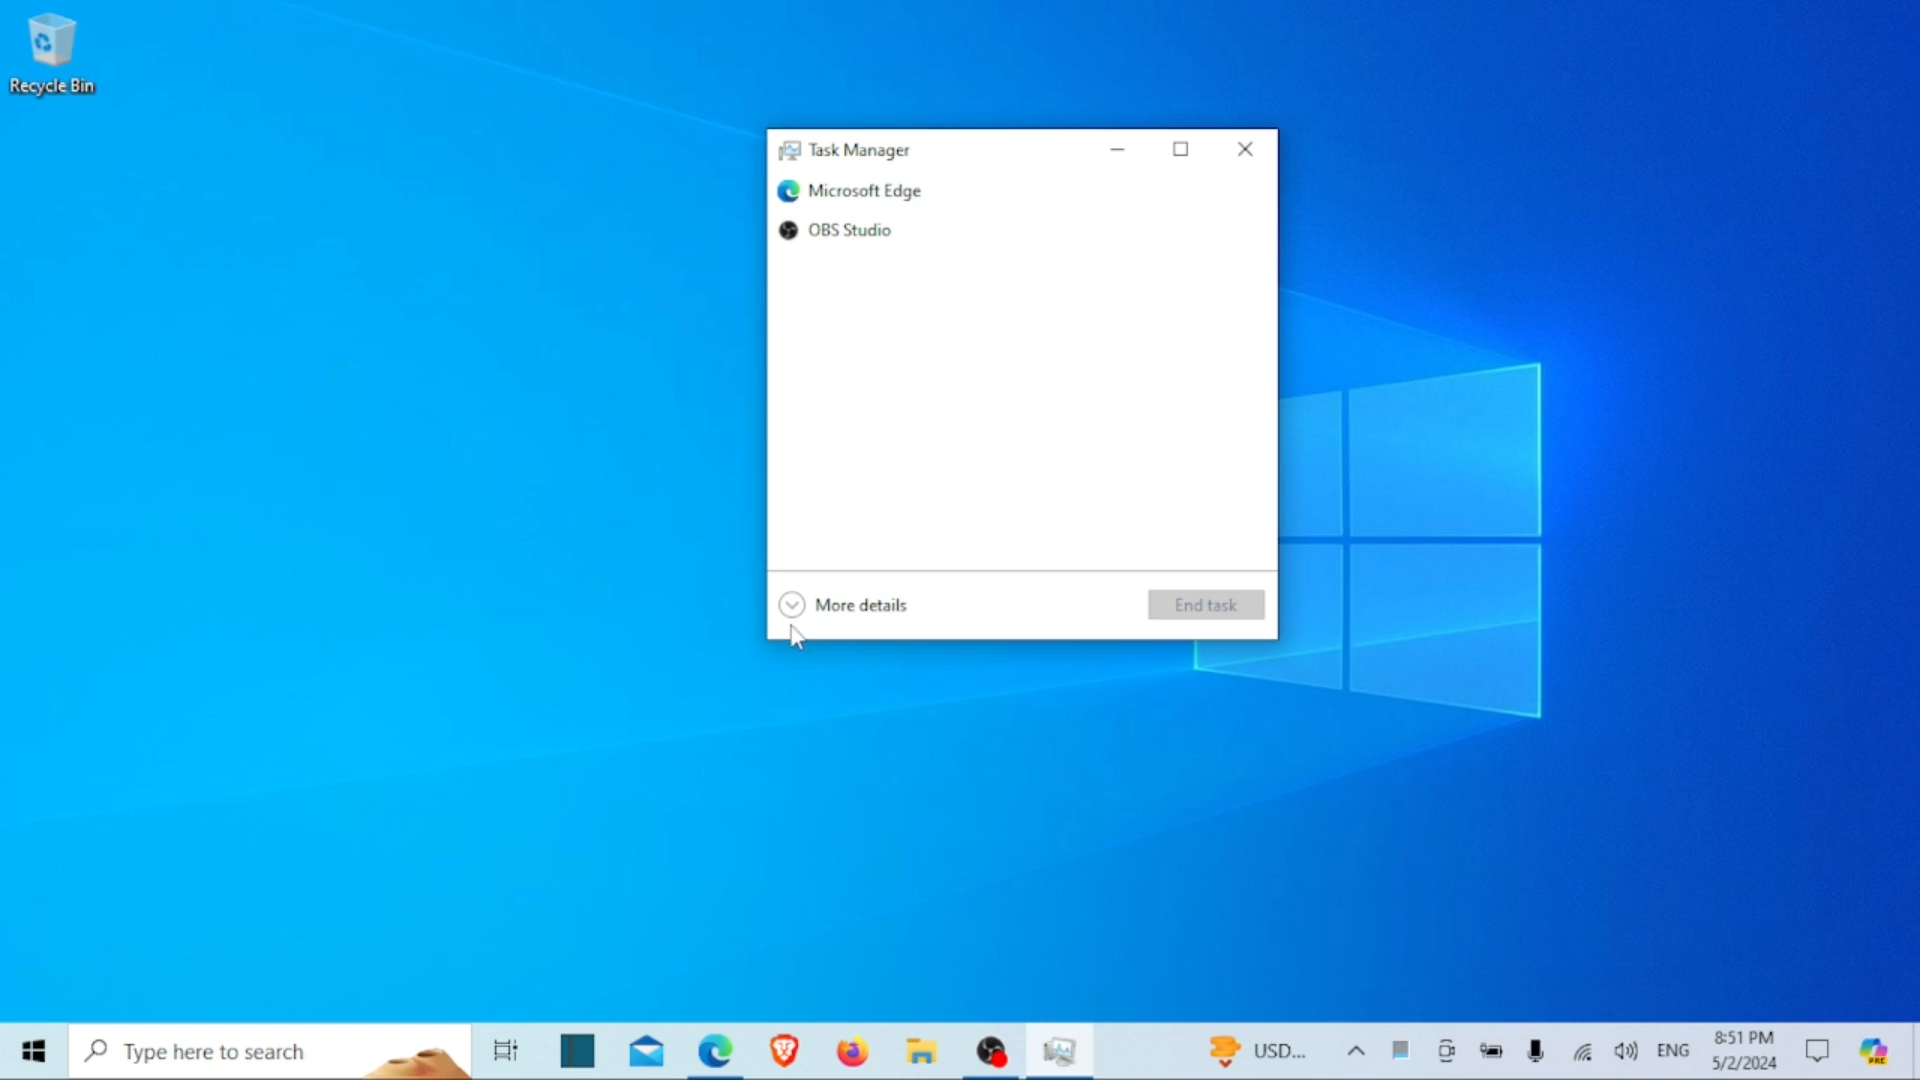 Recycle Bin
Task Manager
Microsoft Edge
OBS Studio
More details
End task
Type here to search
USD...
ENG
8:51 PM
5/2/2024
PRE